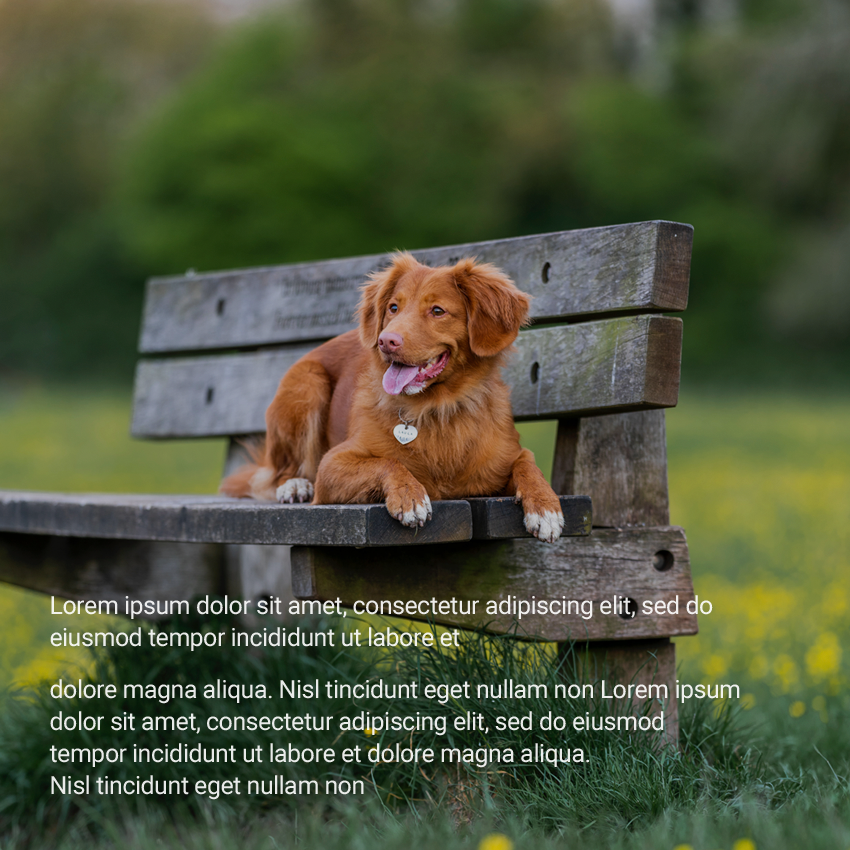 Lorem ipsum dolor sit amet, consectetur adipiscing elit, sed do
eiusmod tempor incididunt ut labore et
dolore magna aliqua. Nisl tincidunt eget nullam non Lorem ipsum
dolor sit amet, consectetur adipiscing elit, sed do eiusmod
tempor incididunt ut labore et dolore magna aliqua.
Nisl tincidunt eget nullam non